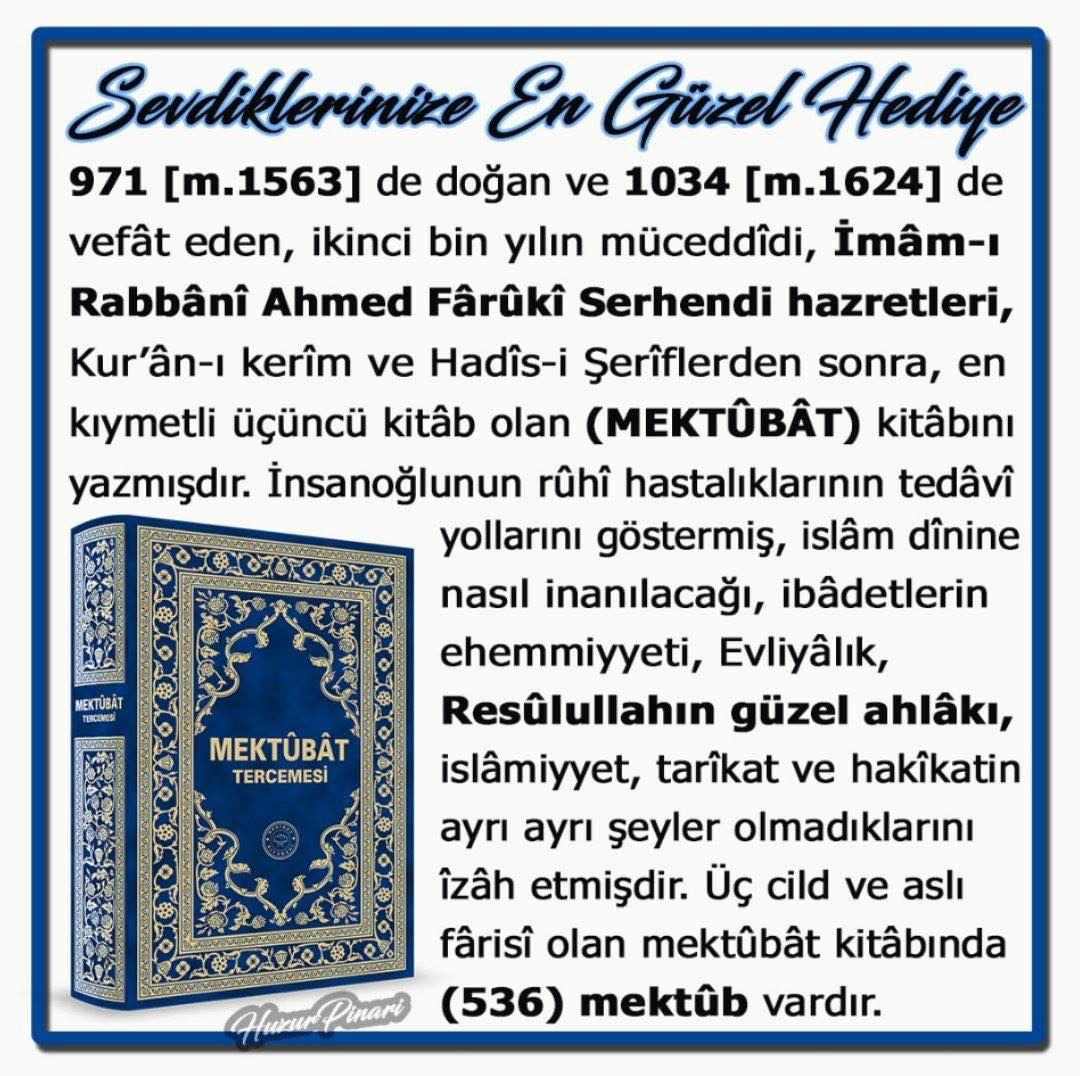 Sevdiklerinize En Güzel Hediye
971 [m.1563] de doğan ve 1034 [m.1624] de
vefât eden, ikinci bin yılın müceddîdi, İmâm-ı
Rabbânî Ahmed Fârûkî Serhendi hazretleri,
Kur’ân-ı kerîm ve Hadîs-i Şerîflerden sonra, en
kıymetli üçüncü kitâb olan (MEKTÛBÂT) kitâbını
yazmışdır. İnsanoğlunun rûhî hastalıklarının tedâvî
yollarını göstermiş, islâm dînine
nasıl inanılacağı, ibâdetlerin
ehemmiyyeti, Evliyâlık,
Resûlullahın güzel ahlâkı,
islâmiyyet, tarîkat ve hakîkatin
ayrı ayrı şeyler olmadıklarını
îzâh etmişdir. Üç cild ve aslı
fârisî olan mektûbât kitâbında
(536) mektûb vardır.
MEKTÛBÂT
TERCEMESİ
MEKTÛBÂT
TERCEMESİ
Huzur Pinari